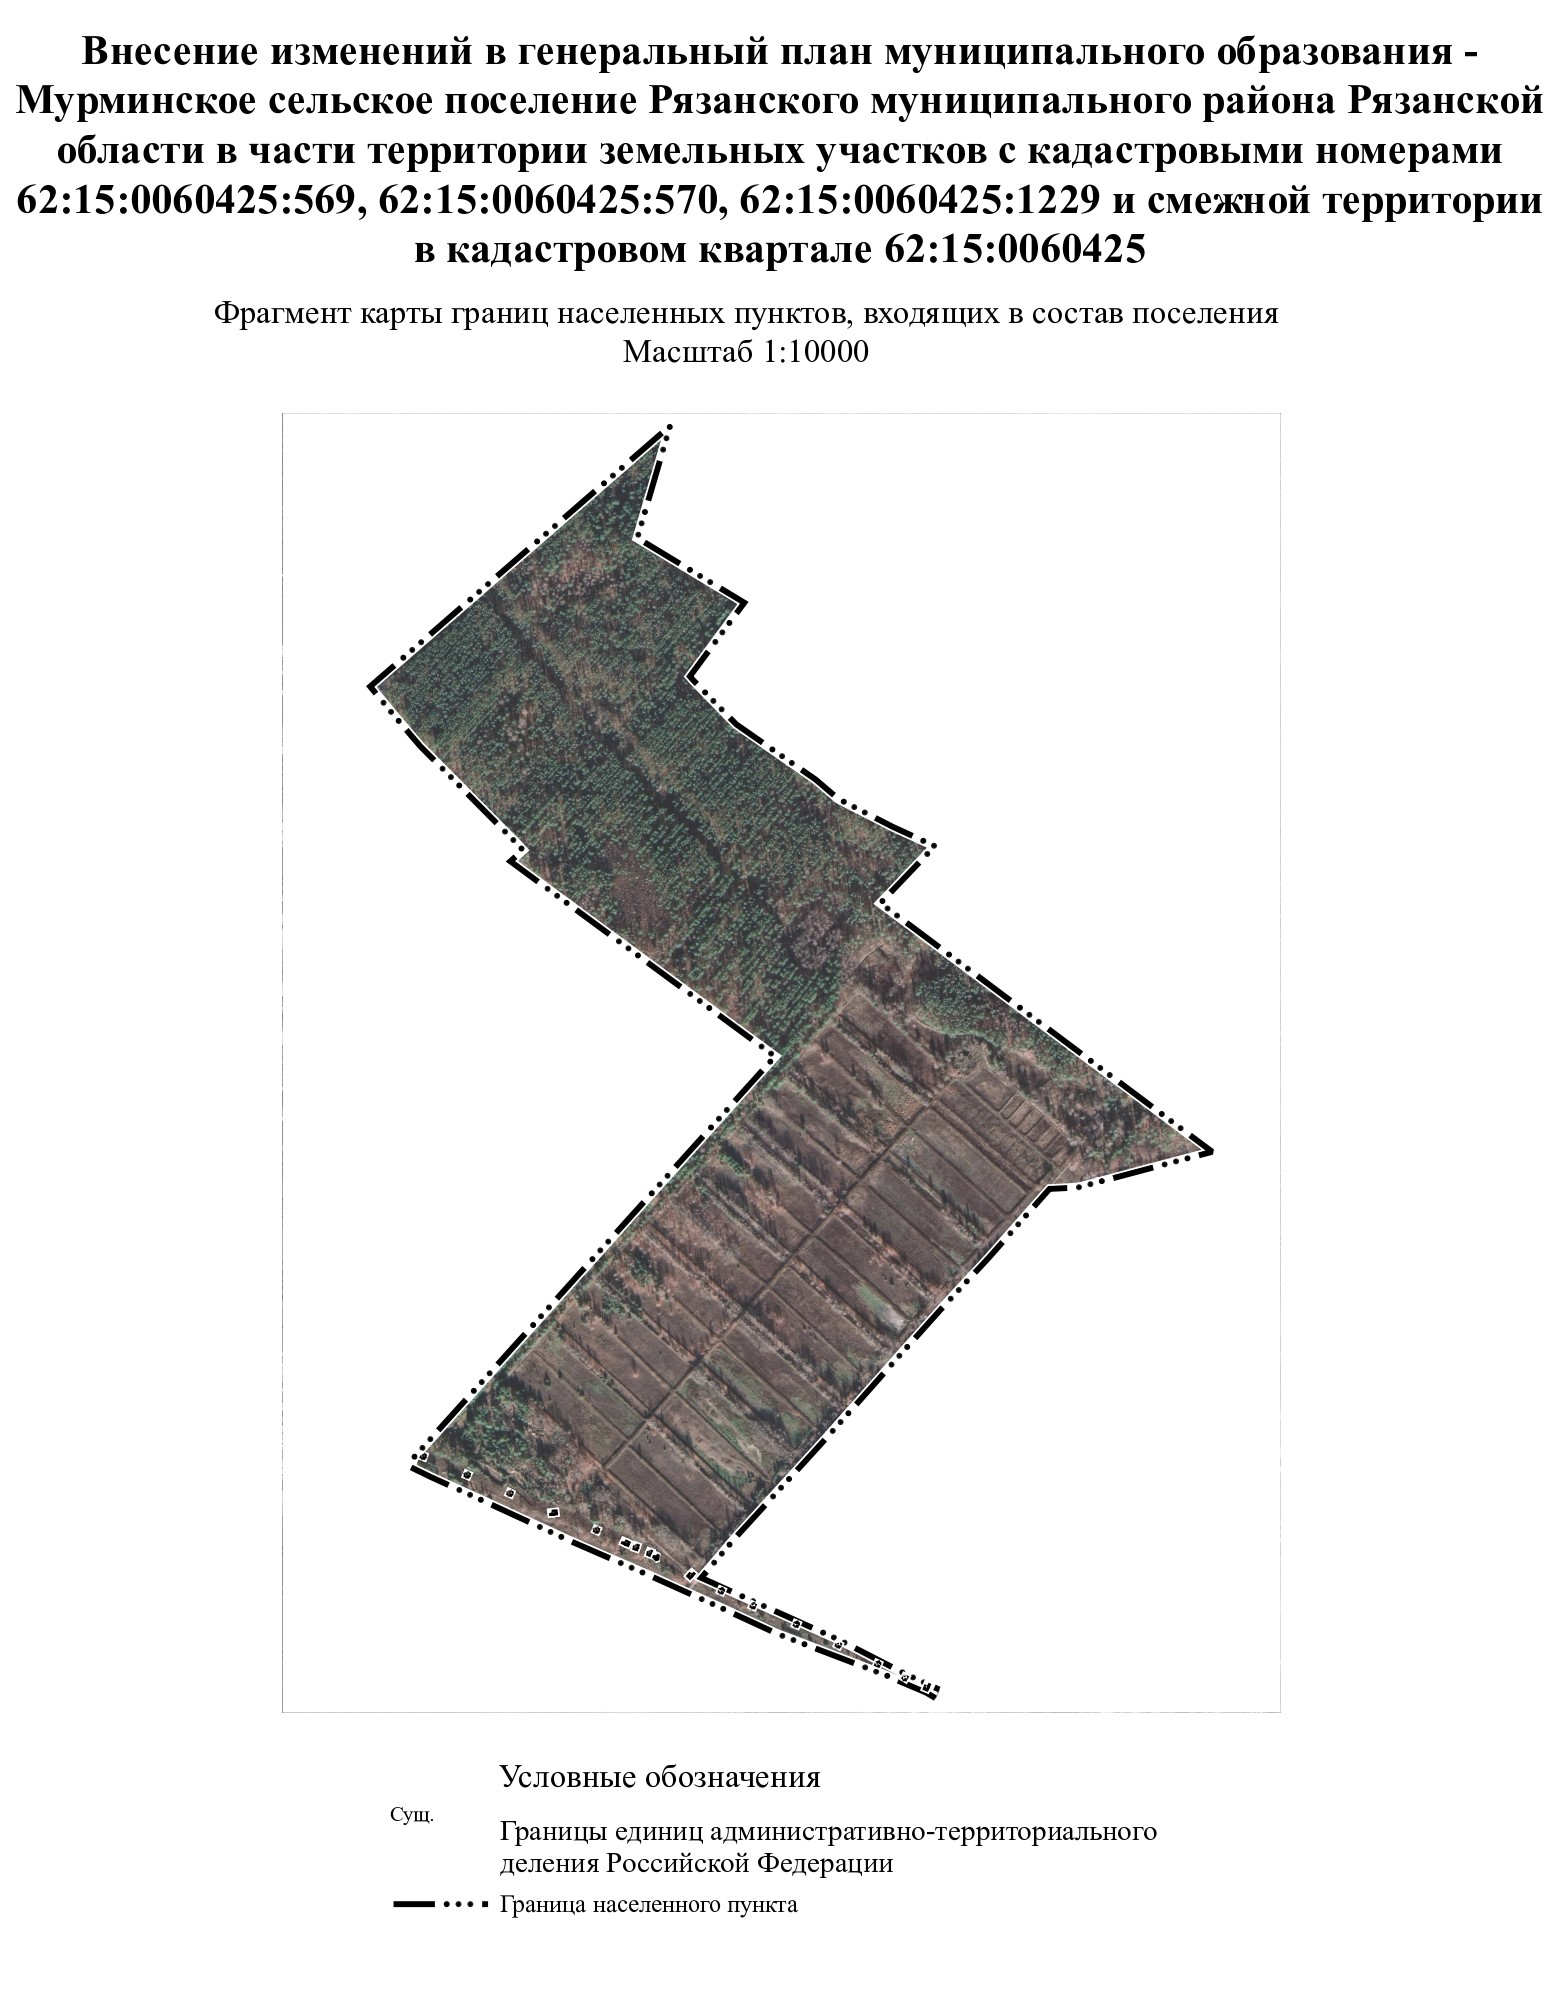 Внесение изменений в генеральный план муниципального образования -
Мурминское сельское поселение Рязанского муниципального района Рязанской
области в части территории земельных участков с кадастровыми номерами
62:15:0060425:569, 62:15:0060425:570, 62:15:0060425:1229 и смежной территории
в кадастровом квартале 62:15:0060425
Фрагмент карты границ населенных пунктов, входящих в состав поселения
Масштаб 1:10000
Условные обозначения
Сущ.
Границы единиц административно-территориального
деления Российской Федерации
Граница населенного пункта